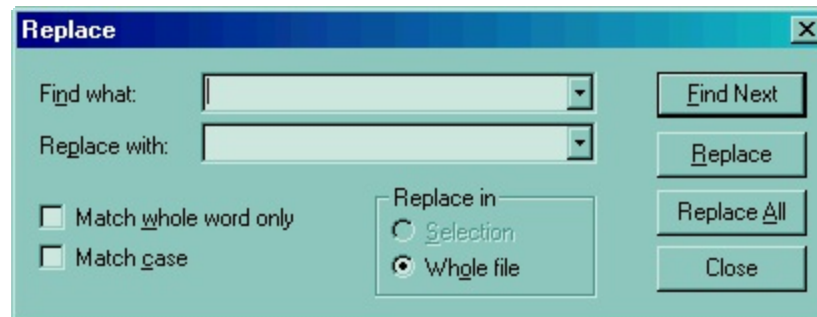 Replace
Find what:
Find Next
Replace with:
Replace
Match whole word only
Match case
Replace in
Selection
Whole file
Replace All
Close